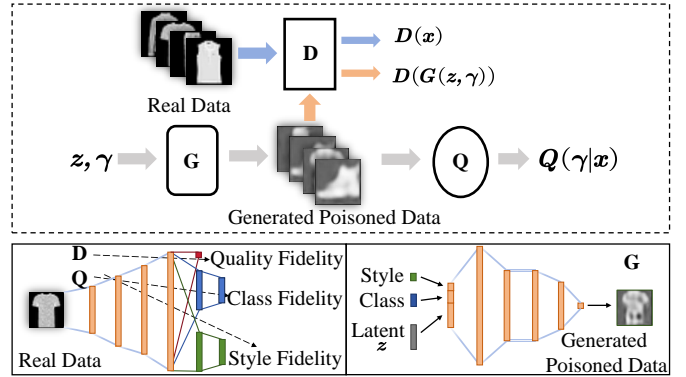 D
D(x)
D(G(z,γ))
Real Data
z,γ
G
Q
Q(γ|x)
Generated Poisoned Data
D
Quality Fidelity
Q
Class Fidelity
Style Fidelity
Real Data
G
Style
Class
Latent
z
Generated
Poisoned Data